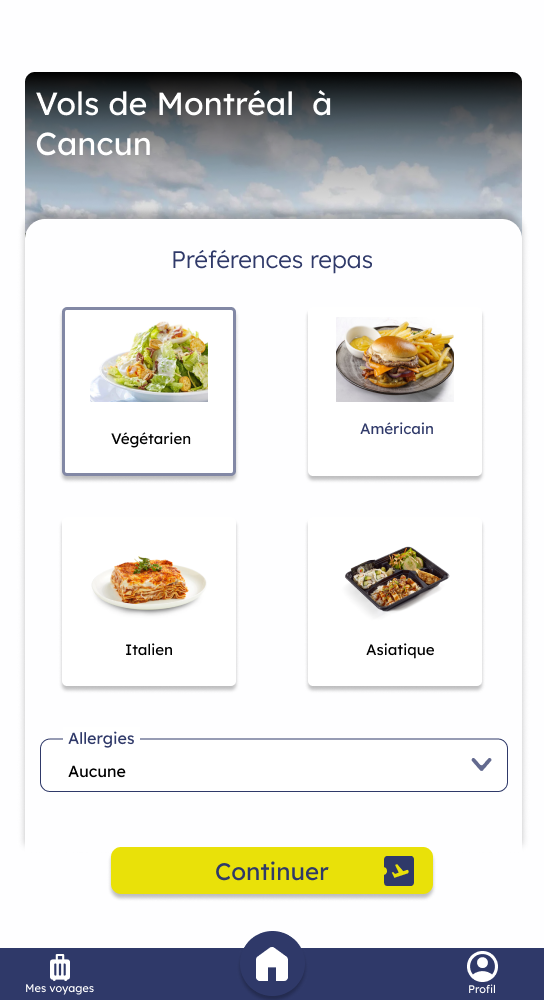 Vols de Montréal à
Cancun
Préférences repas
Végétarien
Américain
Italien
Asiatique
Allergies
Aucune
Continuer
Mes voyages
Profil